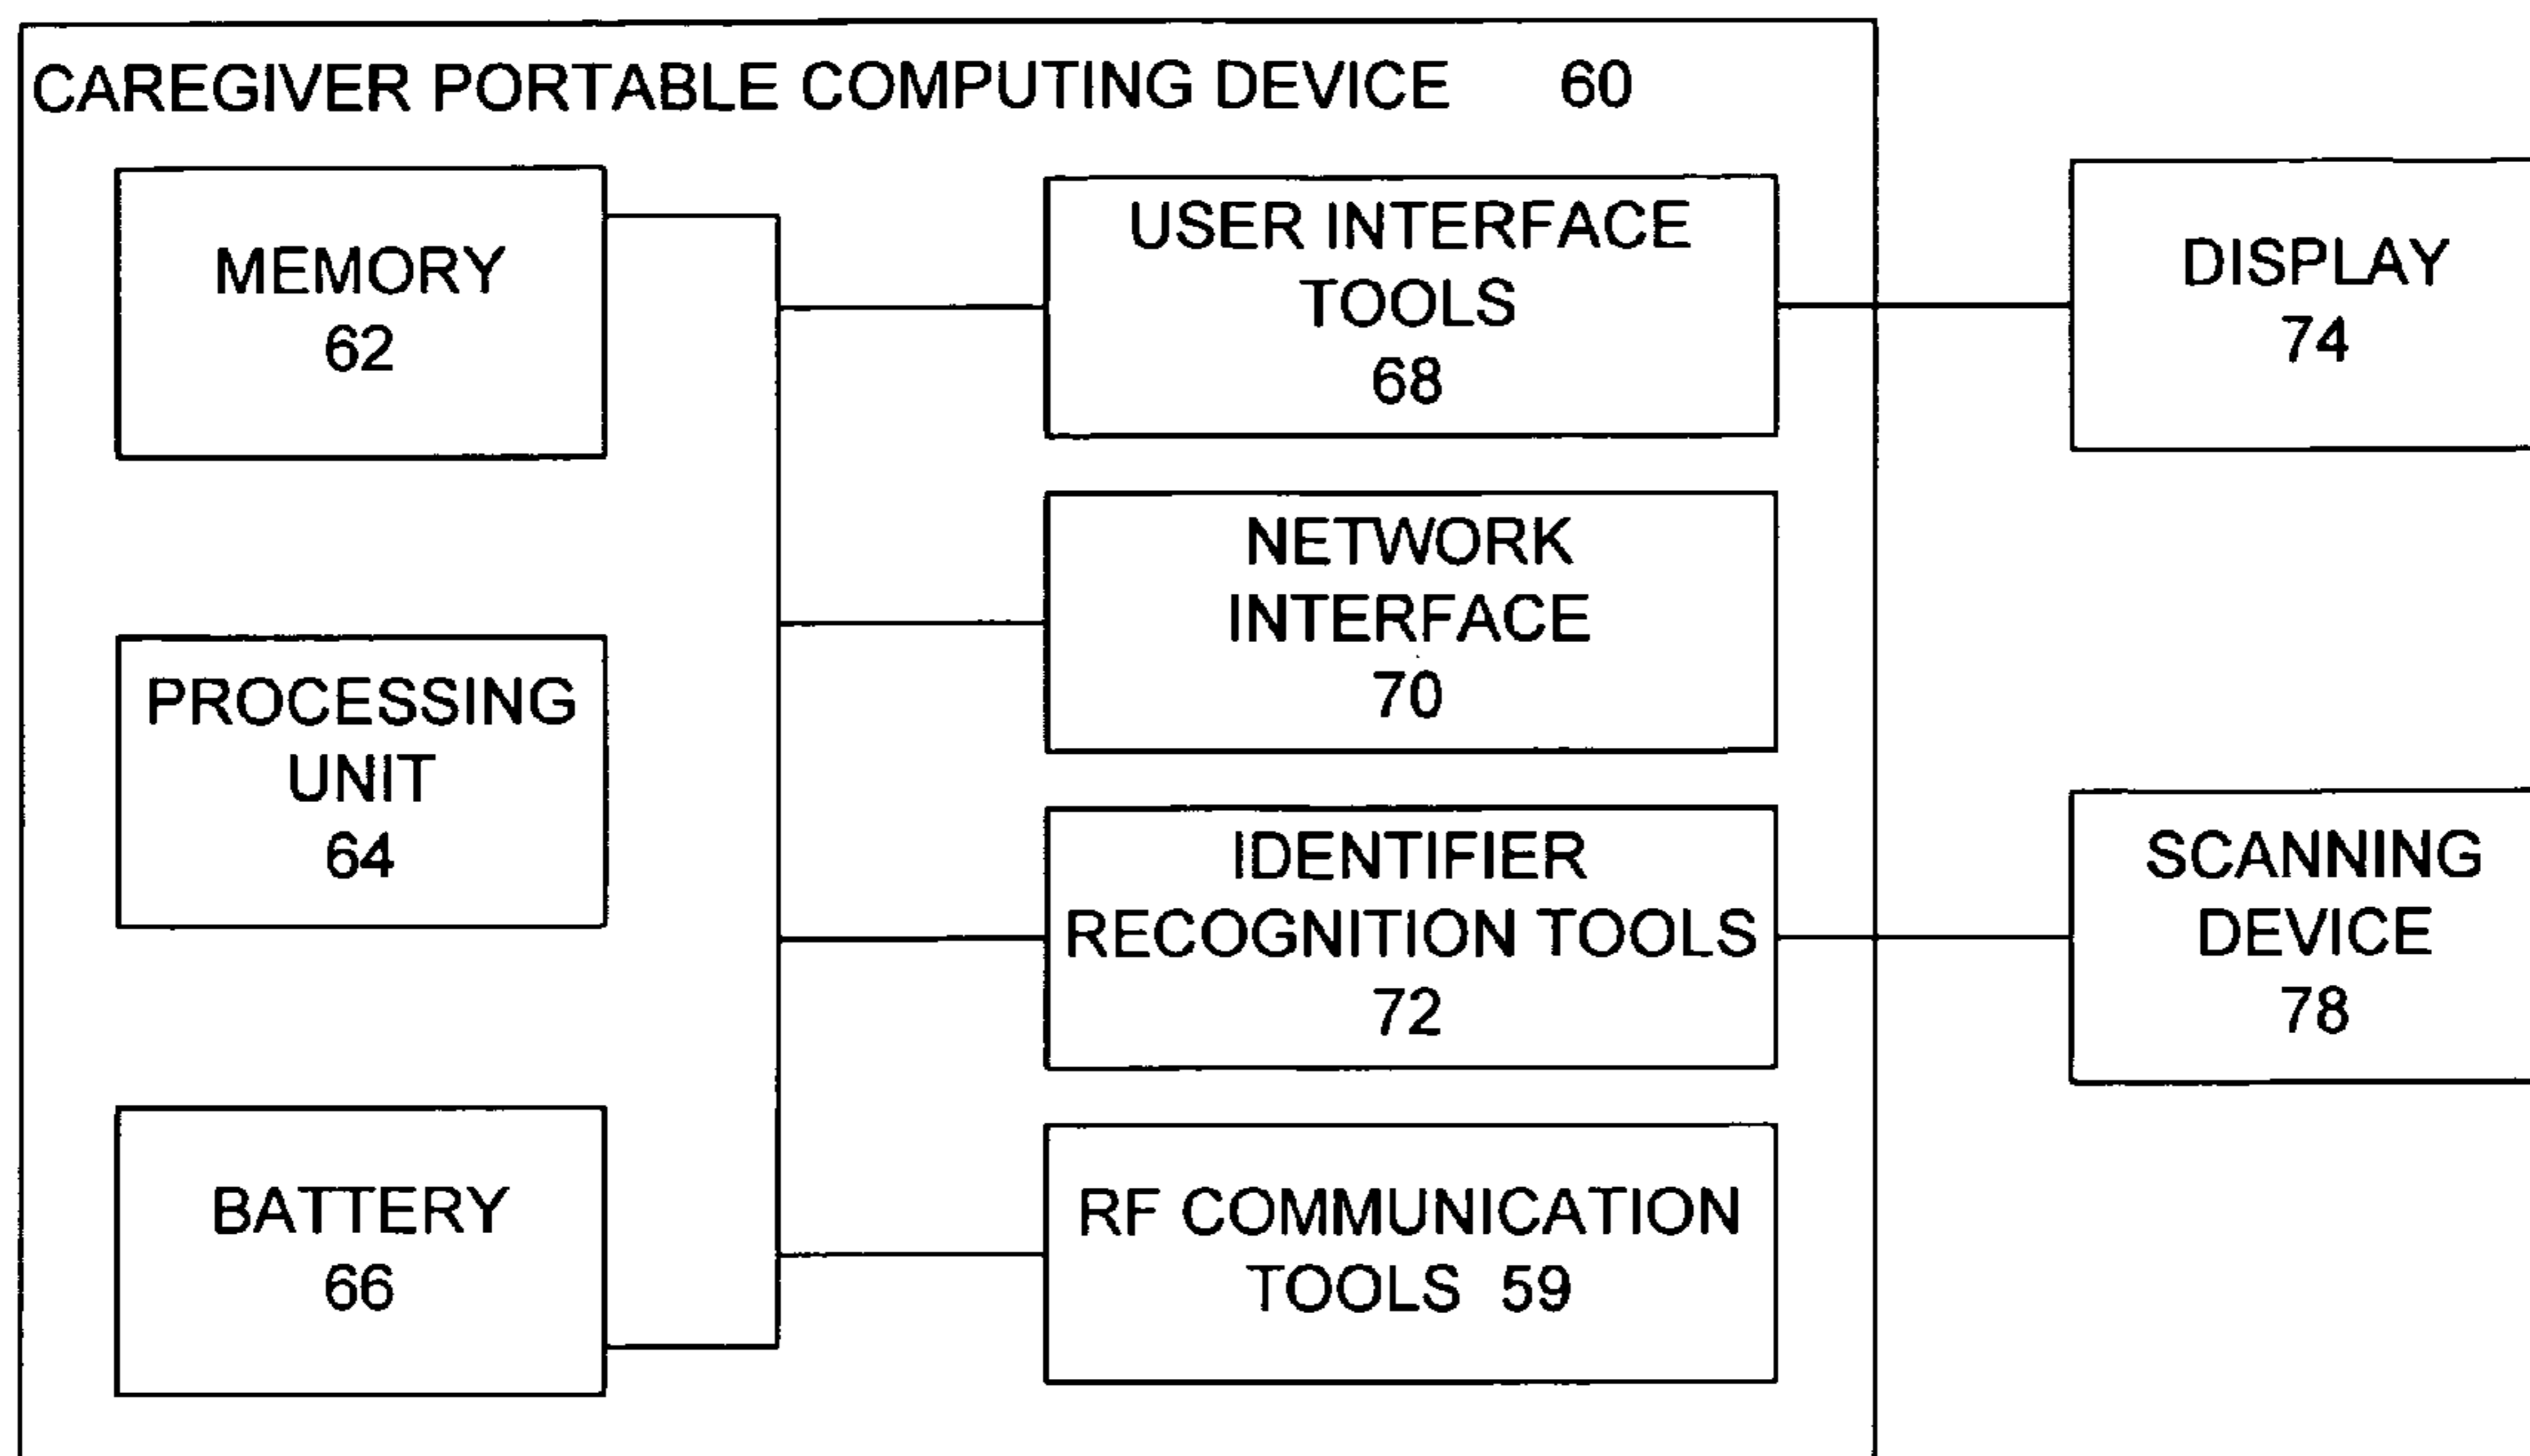 CAREGIVER PORTABLE COMPUTING DEVICE 60
MEMORY
62
PROCESSING
UNIT
64
BATTERY
66
USER INTERFACE
TOOLS
68
NETWORK
INTERFACE
70
IDENTIFIER
RECOGNITION TOOLS
72
RF COMMUNICATION
TOOLS 59
DISPLAY
74
SCANNING
DEVICE
78